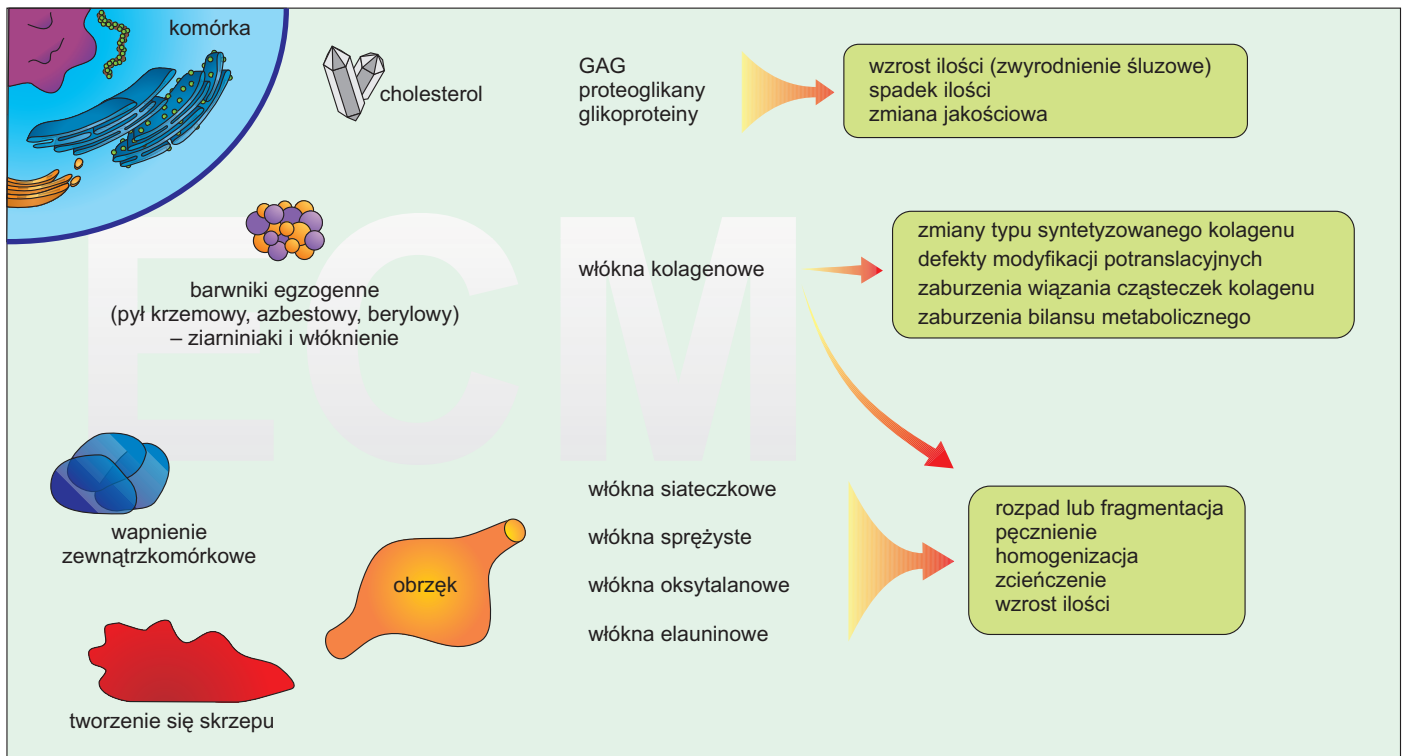 komórka
cholesterol
GAG
proteoglikany
glikoproteiny
wzrost ilości (zwyrodnienie śluzowe)
spadek ilości
zmiana jakościowa
ECM
barwniki egzogenne
(pył krzemowy, azbestowy, berylowy)
– ziarniniaki i włóknienie
włókna kolagenowe
zmiany typu syntetyzowanego kolagenu
defekty modyfikacji potranslacyjnych
zaburzenia wiązania cząsteczek kolagenu
zaburzenia bilansu metabolicznego
wapnienie
zewnątrzkomórkowe
obrzęk
tworzenie się skrzepu
włókna siateczkowe
włókna sprężyste
włókna oksytalanowe
włókna elauninowe
rozpad lub fragmentacja
pęcznienie
homogenizacja
zcieńczenie
wzrost ilości